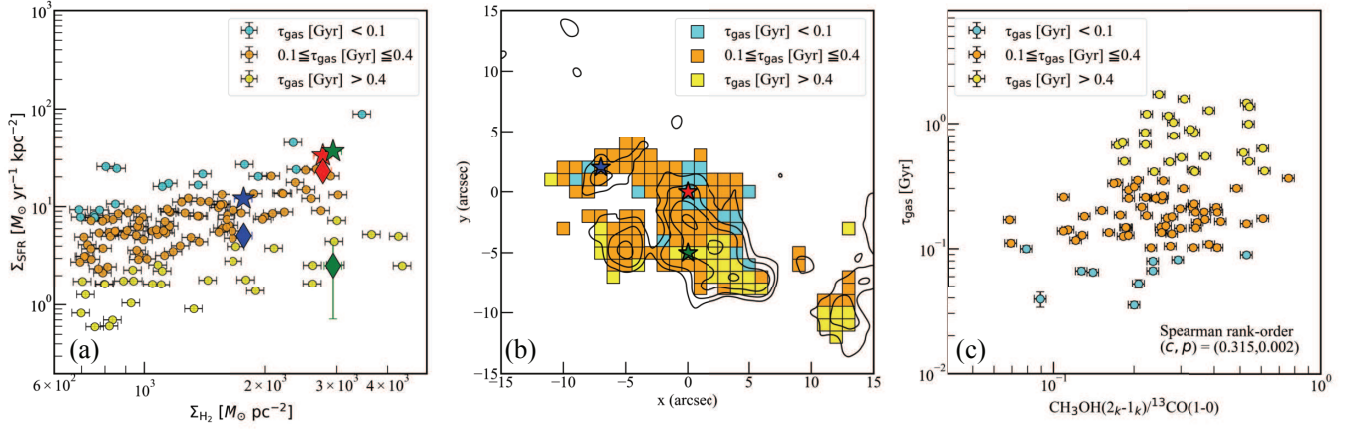 10³
10²
10¹
10⁰
Σ_SFR [M☉ yr⁻¹ kpc⁻²]
τ_gas [Gyr] < 0.1
0.1≦τ_gas [Gyr] ≦0.4
τ_gas [Gyr] > 0.4
(a)
6 × 10²
10³
2 × 10³
3 × 10³
4 × 10³
Σ_H₂ [M☉ pc⁻²]
15
10
5
0
−5
−10
−15
y (arcsec)
τ_gas [Gyr] < 0.1
0.1≦τ_gas [Gyr] ≦0.4
τ_gas [Gyr] > 0.4
(b)
−15
−10
−5
0
5
10
15
x (arcsec)
10⁰
10⁻¹
10⁻²
τ_gas [Gyr]
τ_gas [Gyr] < 0.1
0.1≦τ_gas [Gyr] ≦0.4
τ_gas [Gyr] > 0.4
Spearman rank-order
(c, p) = (0.315,0.002)
(c)
10⁻¹
10⁰
CH₃OH(2ₖ-1ₖ)/¹³CO(1-0)